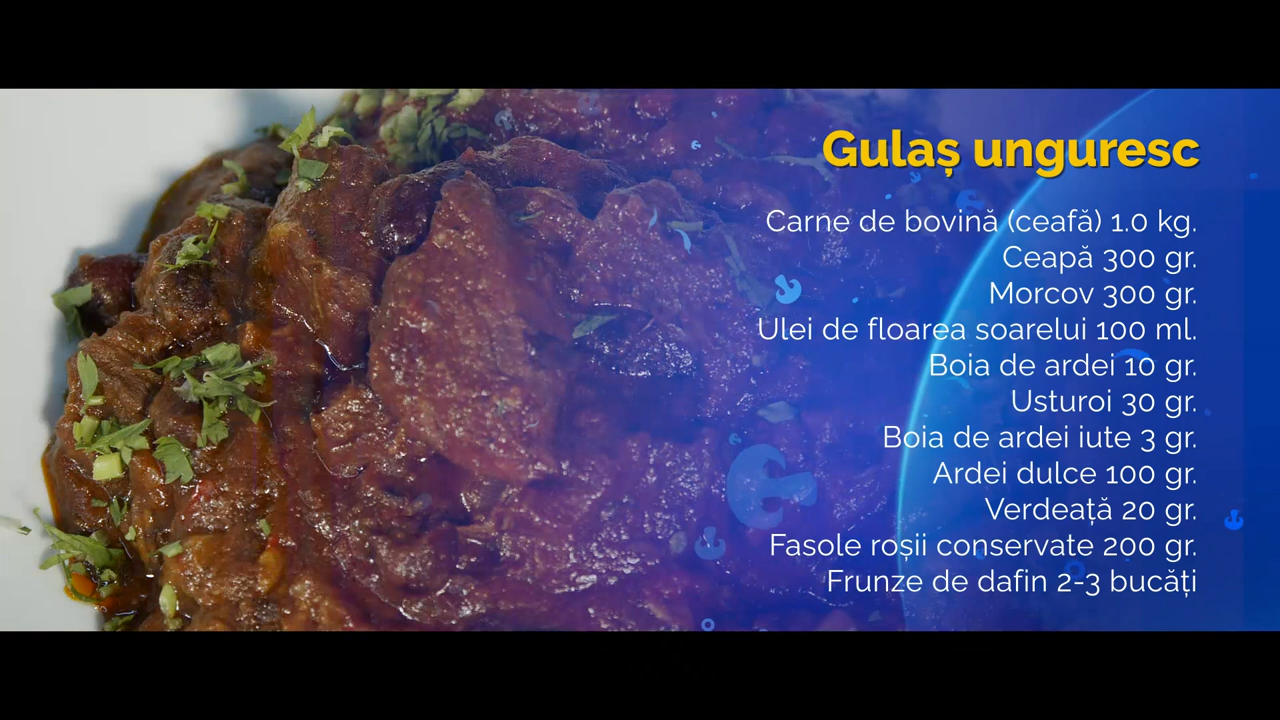 Gulaș unguresc
Carne de bovină (ceafă) 1.0 kg.
Ceapă 300 gr.
Morcov 300 gr.
Ulei de floarea soarelui 100 ml.
Boia de ardei 10 gr.
Usturoi 30 gr.
Boia de ardei iute 3 gr.
Ardei dulce 100 gr.
Verdeață 20 gr.
Fasole roșii conservate 200 gr.
Frunze de dafin 2-3 bucăți